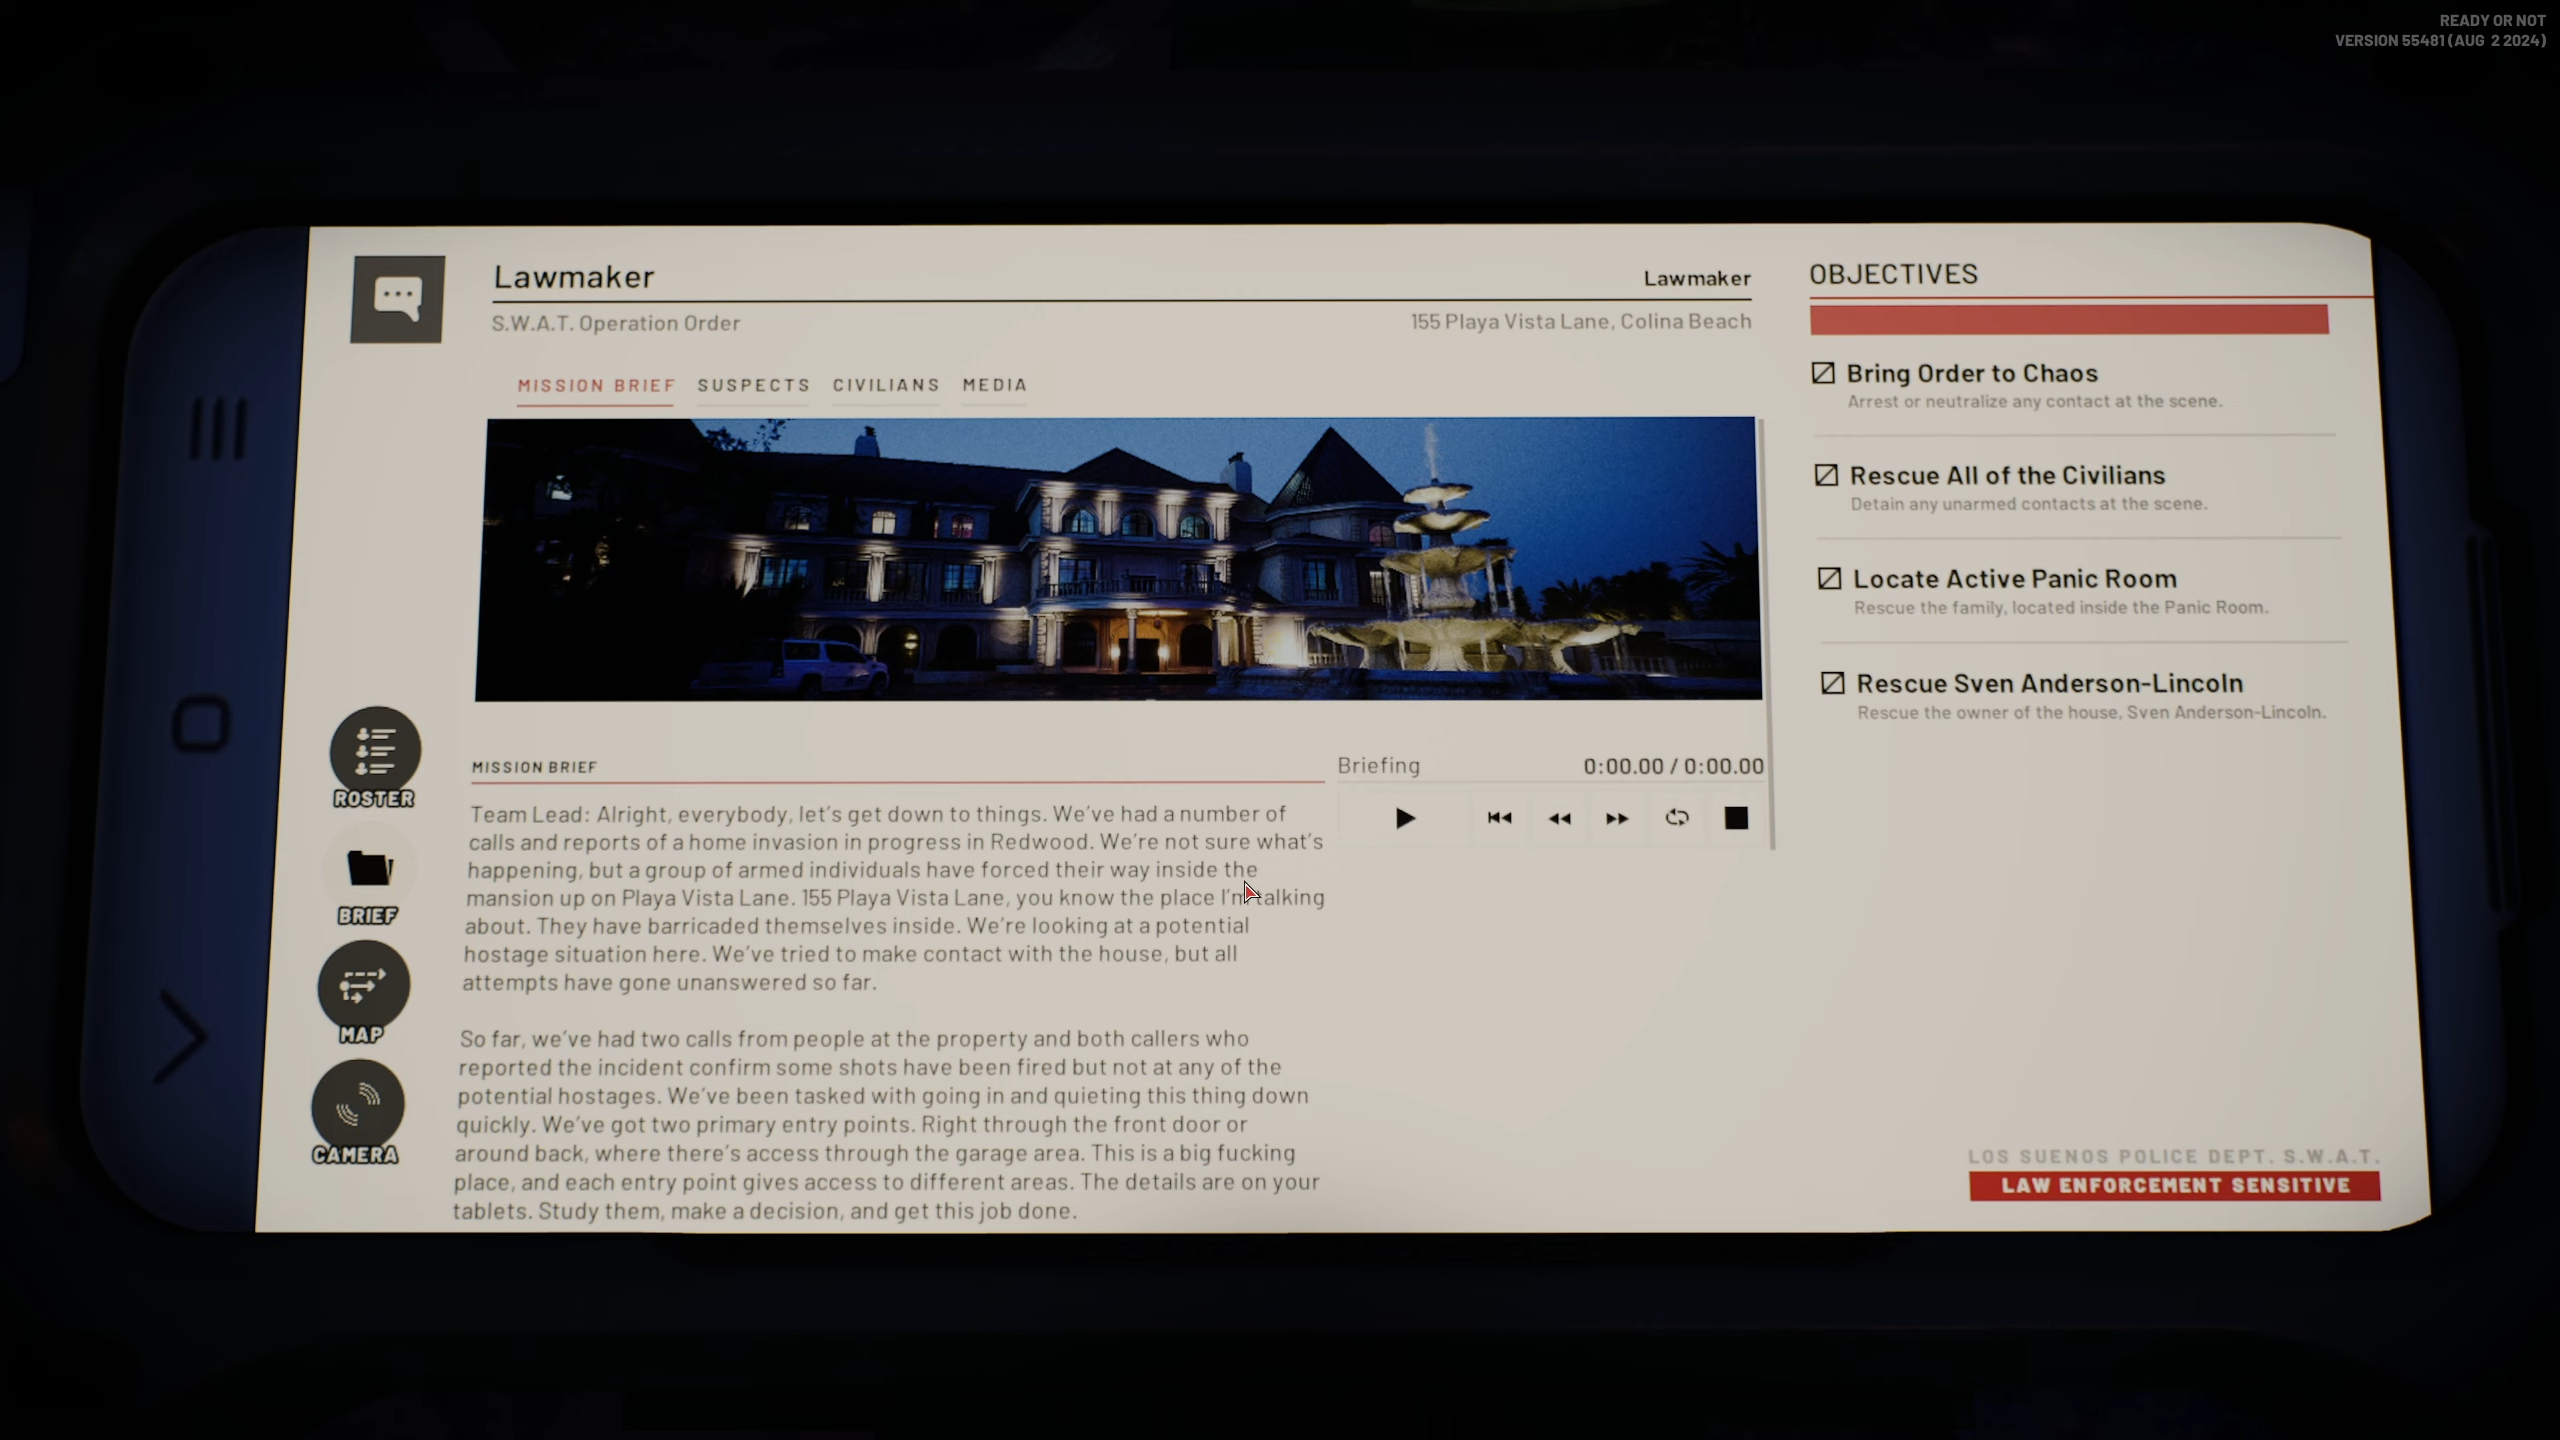 READY OR NOT
VERSION 55481 (AUG 2 2024)
Lawmaker
Lawmaker
S.W.A.T. Operation Order
155 Playa Vista Lane, Colina Beach
MISSION BRIEF
SUSPECTS
CIVILIANS
MEDIA
MISSION BRIEF
Team Lead: Alright, everybody, let's get down to things. We've had a number of
calls and reports of a home invasion in progress in Redwood. We're not sure what's
happening, but a group of armed individuals have forced their way inside the
mansion up on Playa Vista Lane. 155 Playa Vista Lane, you know the place I'm talking
about. They have barricaded themselves inside. We're looking at a potential
hostage situation here. We've tried to make contact with the house, but all
attempts have gone unanswered so far.
So far, we've had two calls from people at the property and both callers who
reported the incident confirm some shots have been fired but not at any of the
potential hostages. We've been tasked with going in and quieting this thing down
quickly. We've got two primary entry points. Right through the front door or
around back, where there's access through the garage area. This is a big fucking
place, and each entry point gives access to different areas. The details are on your
tablets. Study them, make a decision, and get this job done.
Briefing
0:00.00 / 0:00.00
ROSTER
BRIEF
MAP
CAMERA
OBJECTIVES
Bring Order to Chaos
Arrest or neutralize any contact at the scene.
Rescue All of the Civilians
Detain any unarmed contacts at the scene.
Locate Active Panic Room
Rescue the family, located inside the Panic Room.
Rescue Sven Anderson-Lincoln
Rescue the owner of the house, Sven Anderson-Lincoln.
LOS SUENOS POLICE DEPT. S.W.A.T.
LAW ENFORCEMENT SENSITIVE